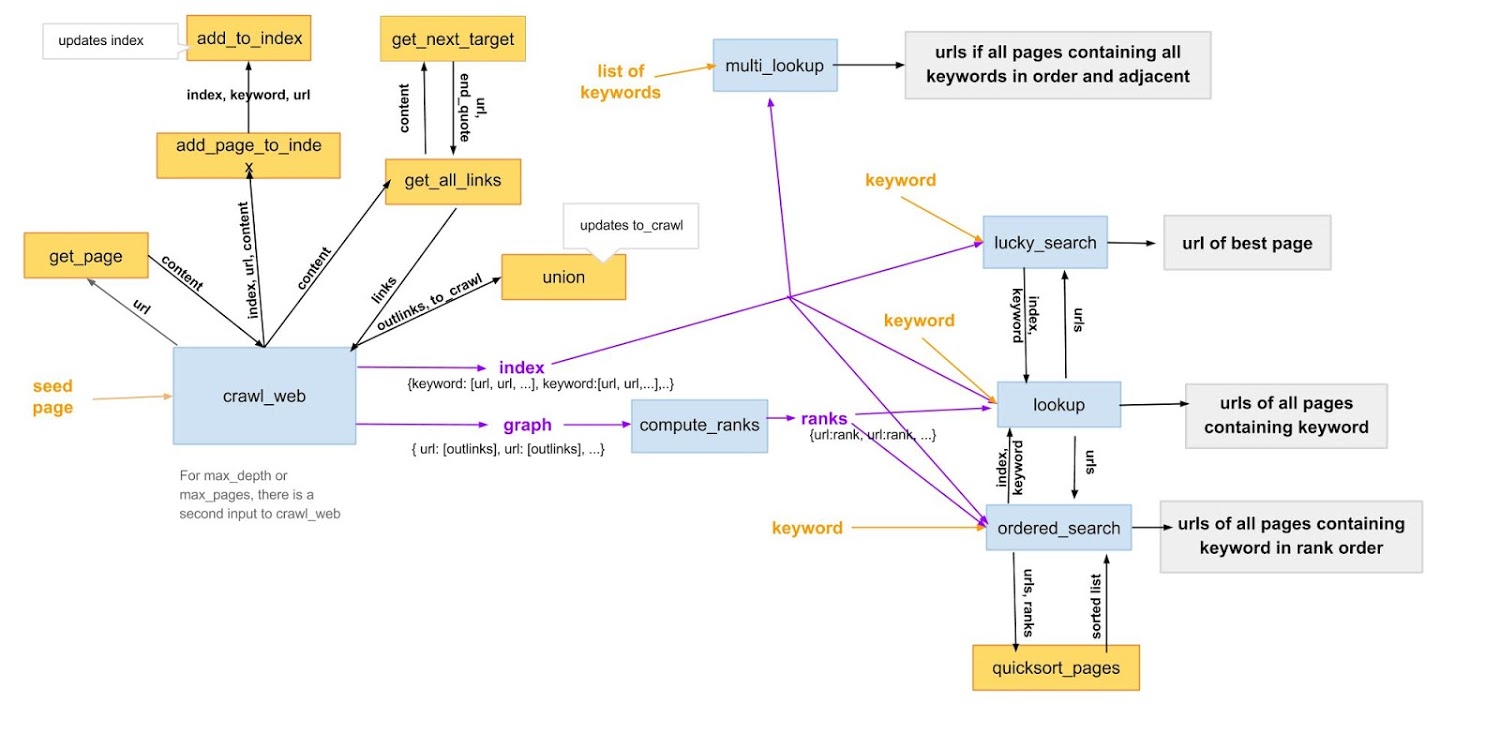 updates index
add_to_index
get_next_target
index, keyword, url
content
url,
end_quote
add_page_to_inde
x
get_all_links
updates to_crawl
get_page
content
index, url, content
content
links
outlinks, to_crawl
union
url
seed
page
crawl_web
For max_depth or
max_pages, there is a
second input to crawl_web
index
{keyword: [url, url, ...], keyword:[url, url,...],..}
graph
{ url: [outlinks], url: [outlinks], ...}
compute_ranks
ranks
{url:rank, url:rank, ...}
list of
keywords
multi_lookup
urls if all pages containing all
keywords in order and adjacent
keyword
lucky_search
url of best page
index,
keyword
urls
keyword
lookup
urls of all pages
containing keyword
index,
keyword
urls
keyword
ordered_search
urls of all pages containing
keyword in rank order
urls, ranks
sorted list
quicksort_pages